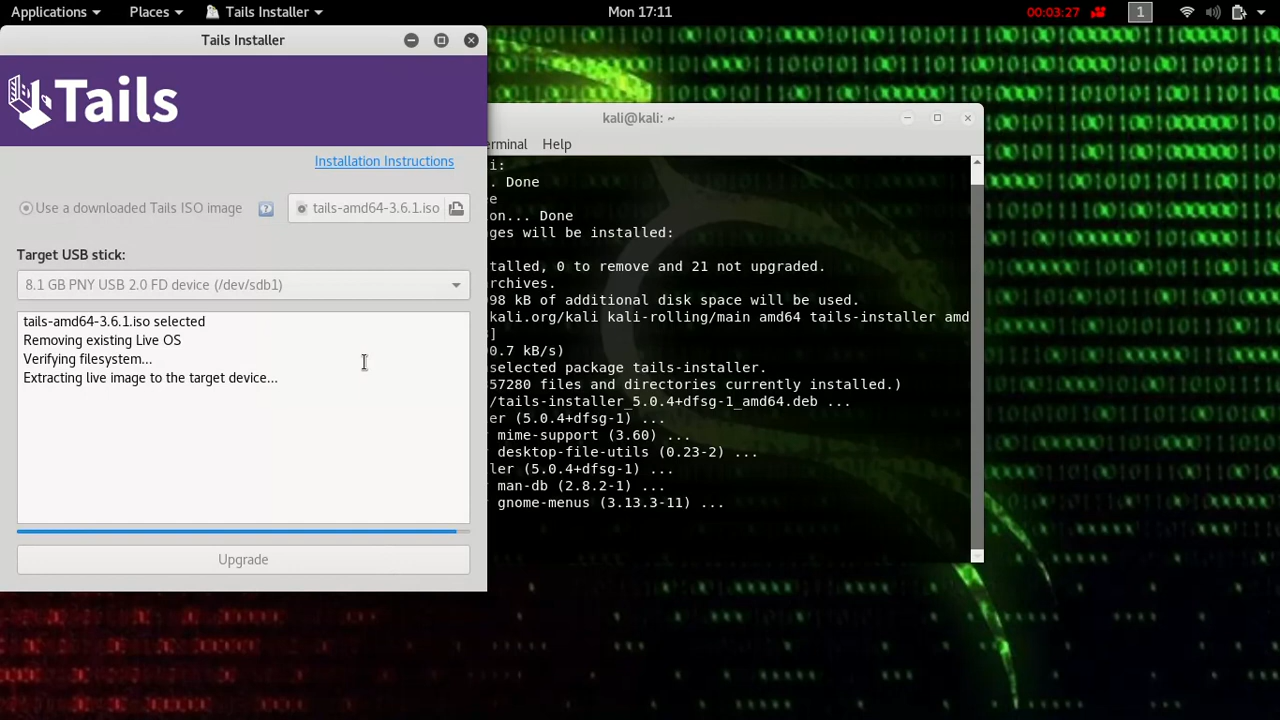 Applications Places Tails Installer Mon 17:11 00:03:27 1
Tails Installer
Tails
Installation Instructions
Use a downloaded Tails ISO image ? tails-amd64-3.6.1.iso
Target USB stick:
8.1 GB PNY USB 2.0 FD device (/dev/sdb1)
tails-amd64-3.6.1.iso selected
Removing existing Live OS
Verifying filesystem...
Extracting live image to the target device...
Upgrade
kali@kali: ~
erminal Help
i:
. Done
e
on... Done
ges will be installed:
talled, 0 to remove and 21 not upgraded.
rchives.
98 kB of additional disk space will be used.
kali.org/kali kali-rolling/main amd64 tails-installer amd
]
0.7 kB/s)
selected package tails-installer.
357280 files and directories currently installed.)
/tails-installer_5.0.4+dfsg-1_amd64.deb ...
er (5.0.4+dfsg-1) ...
mime-support (3.60) ...
desktop-file-utils (0.23-2) ...
ler (5.0.4+dfsg-1) ...
man-db (2.8.2-1) ...
gnome-menus (3.13.3-11) ...